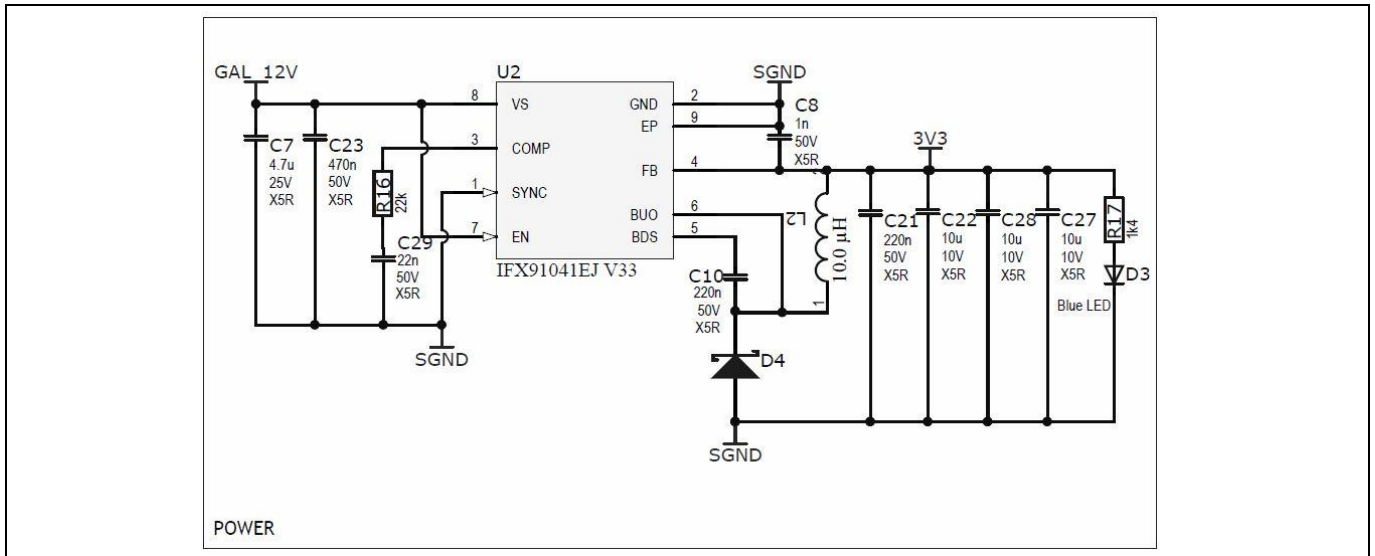 GAL_12V
U2
SGND
8
VS
GND
2
C8
1n
50V
X5R
EP
9
C7
4.7u
25V
X5R
C23
470n
50V
X5R
3
COMP
FB
4
3V3
R16
22k
1
SYNC
BUO
6
L2
10.0 µH
2
1
C21
220n
50V
X5R
C22
10u
10V
X5R
C28
10u
10V
X5R
C27
10u
10V
X5R
R17
1k4
7
EN
BDS
5
C29
22n
50V
X5R
IFX91041EJ V33
C10
220n
50V
X5R
D3
Blue LED
SGND
D4
SGND
POWER